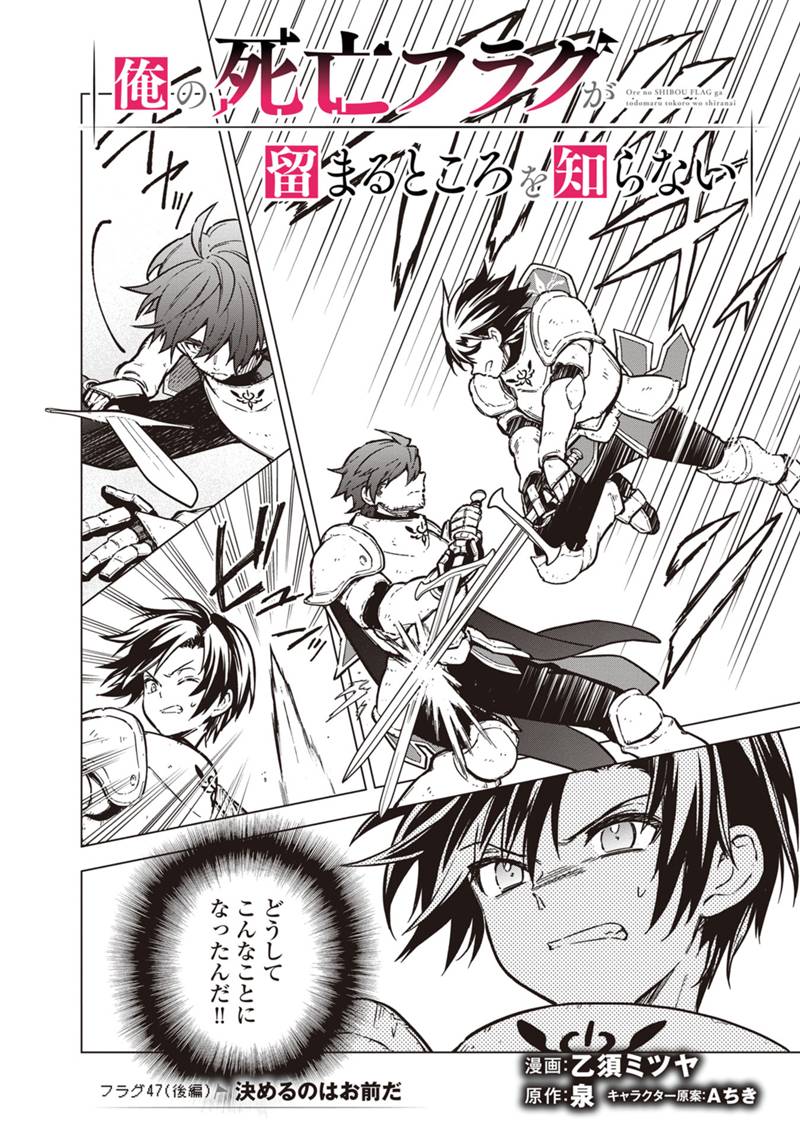 俺の死亡フラグが
Ore no SHIBOU FLAG ga
todomaru tokoro wo shiranai
留まるところを知らない
どうして
こんなことに
なったんだ!!
漫画:乙須ミツヤ
原作:泉 キャラクター原案:Aちき
フラグ47(後編) 決めるのはお前だ